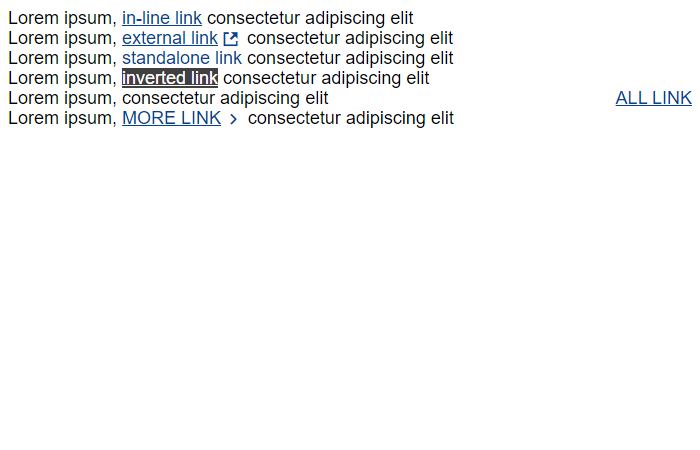 Lorem ipsum, in-line link consectetur adipiscing elit
Lorem ipsum, external link consectetur adipiscing elit
Lorem ipsum, standalone link consectetur adipiscing elit
Lorem ipsum, inverted link consectetur adipiscing elit
Lorem ipsum, consectetur adipiscing elit ALL LINK
Lorem ipsum, MORE LINK consectetur adipiscing elit